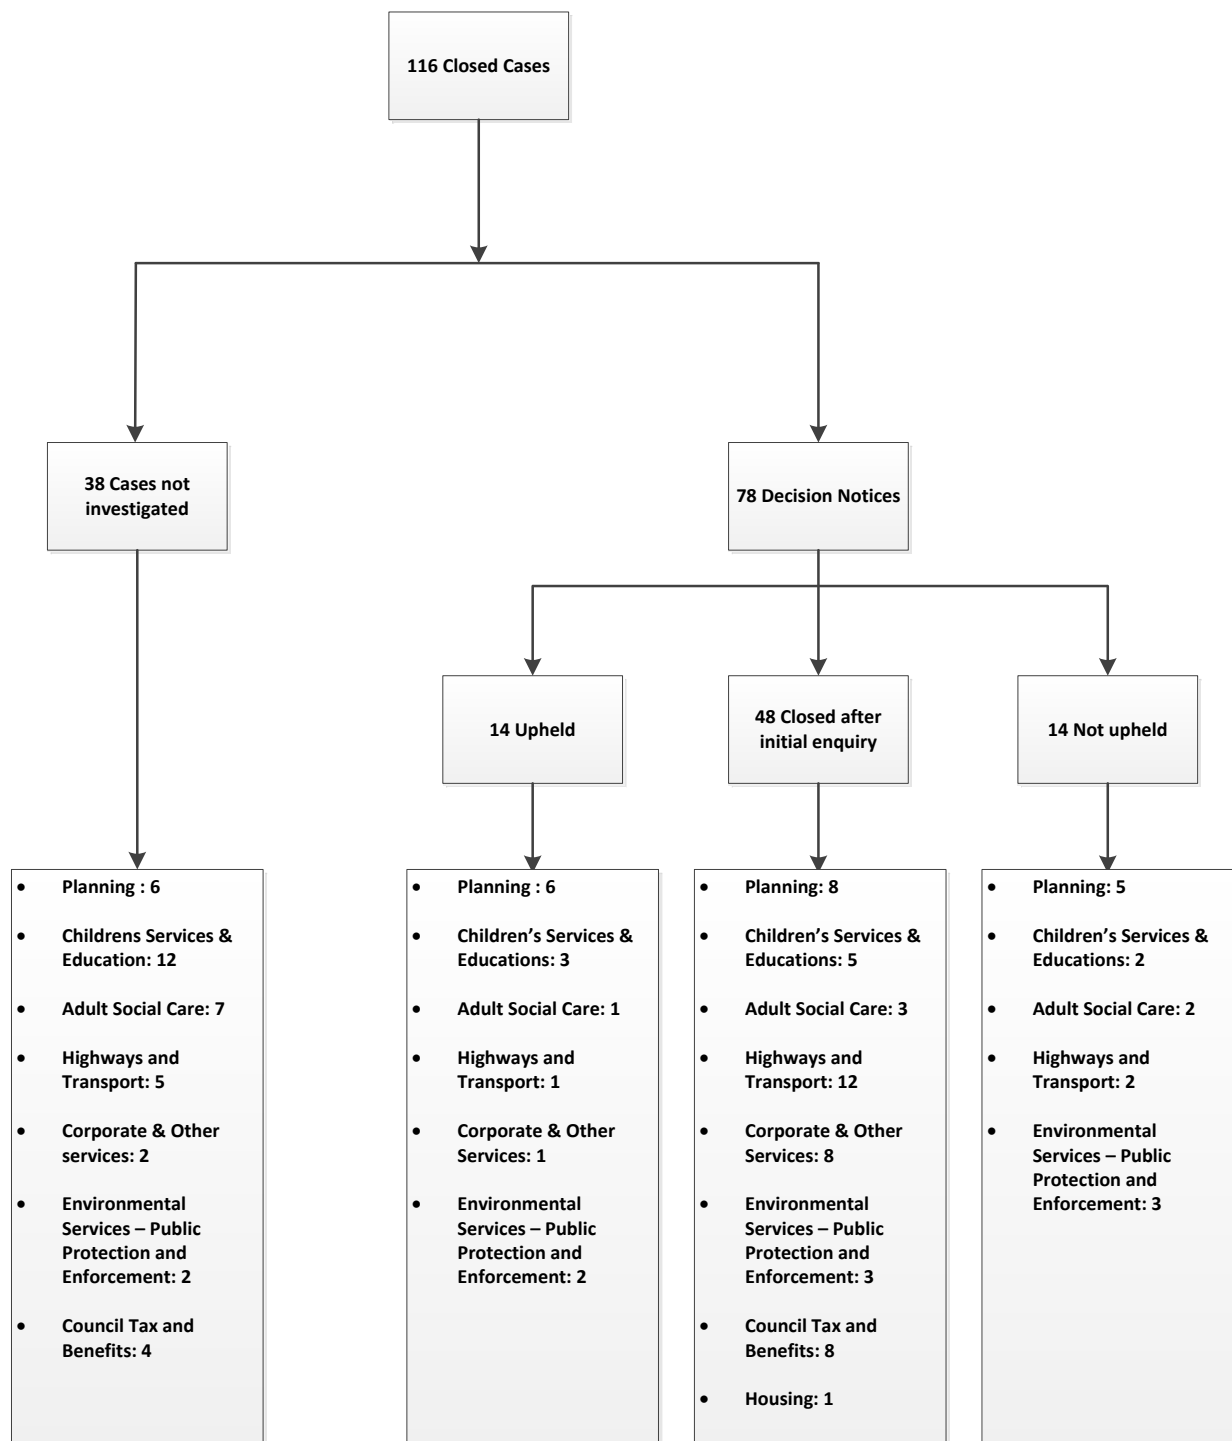 116 Closed Cases
38 Cases not
investigated
78 Decision Notices
14 Upheld
48 Closed after
initial enquiry
14 Not upheld
• Planning : 6
• Childrens Services &
Education: 12
• Adult Social Care: 7
• Highways and
Transport: 5
• Corporate & Other
services: 2
• Environmental
Services – Public
Protection and
Enforcement: 2
• Council Tax and
Benefits: 4
• Planning : 6
• Children’s Services &
Educations: 3
• Adult Social Care: 1
• Highways and
Transport: 1
• Corporate & Other
Services: 1
• Environmental
Services – Public
Protection and
Enforcement: 2
• Planning: 8
• Children’s Services &
Educations: 5
• Adult Social Care: 3
• Highways and
Transport: 12
• Corporate & Other
Services: 8
• Environmental
Services – Public
Protection and
Enforcement: 3
• Council Tax and
Benefits: 8
• Housing: 1
• Planning: 5
• Children’s Services &
Educations: 2
• Adult Social Care: 2
• Highways and
Transport: 2
• Environmental
Services – Public
Protection and
Enforcement: 3